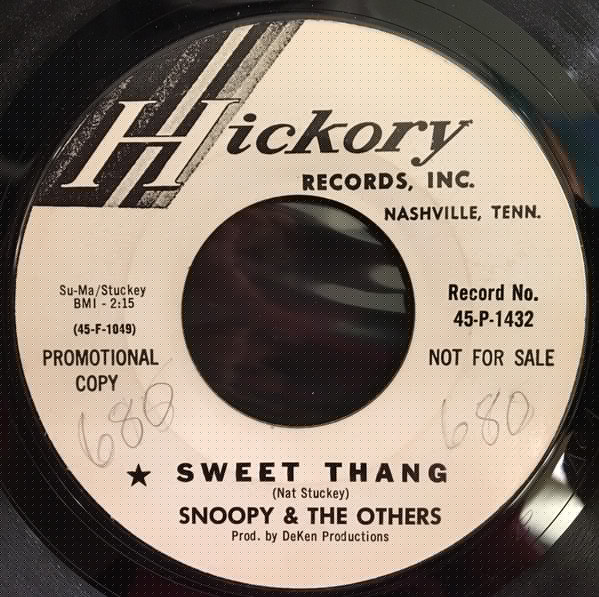 Hickory
RECORDS, INC.
NASHVILLE, TENN.
Su-Ma/Stuckey
BMI - 2:15
(45-F-1049)
PROMOTIONAL
COPY
Record No.
45-P-1432
NOT FOR SALE
680
680
★ SWEET THANG
(Nat Stuckey)
SNOOPY & THE OTHERS
Prod. by DeKen Productions